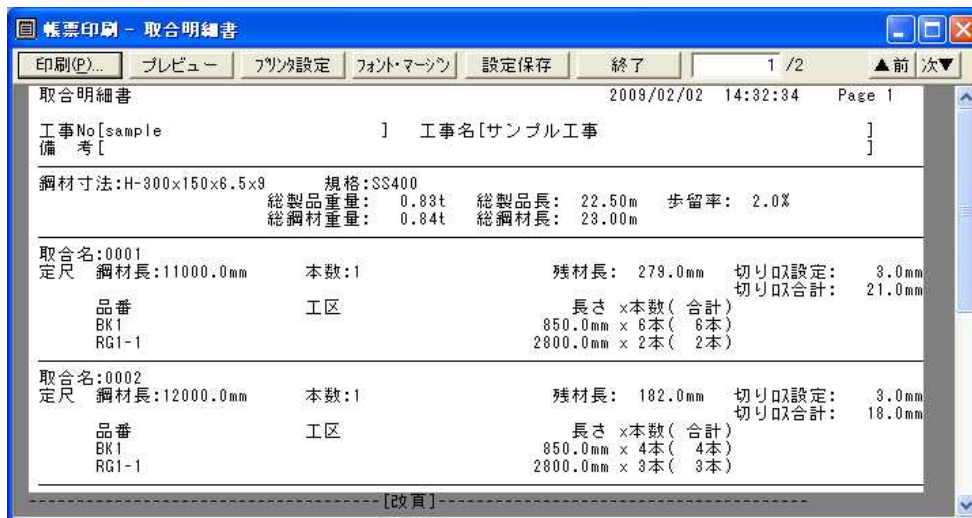 帳票印刷 - 取合明細書
印刷(P)... プレビュー プリンタ設定 フォント・マージン 設定保存 終了 1 /2 ▲前 次▼
取合明細書 2009/02/02 14:32:34 Page 1
工事No[sample ] 工事名[サンプル工事 ]
備 考[ ]
鋼材寸法:H-300x150x6.5x9 規格:SS400
総製品重量: 0.83t 総製品長: 22.50m 歩留率: 2.0%
総鋼材重量: 0.84t 総鋼材長: 23.00m
取合名:0001
定尺 鋼材長:11000.0mm 本数:1 残材長: 279.0mm 切りロス設定: 3.0mm
切りロス合計: 21.0mm
品番 工区 長さ x本数( 合計)
BK1 850.0mm x 6本( 6本)
RG1-1 2800.0mm x 2本( 2本)
取合名:0002
定尺 鋼材長:12000.0mm 本数:1 残材長: 182.0mm 切りロス設定: 3.0mm
切りロス合計: 18.0mm
品番 工区 長さ x本数( 合計)
BK1 850.0mm x 4本( 4本)
RG1-1 2800.0mm x 3本( 3本)
[改頁]